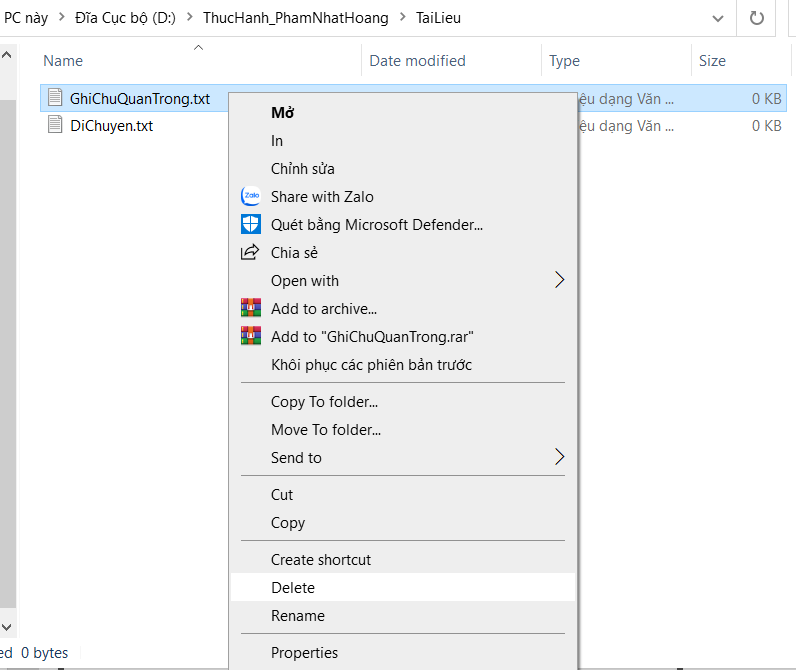 PC này > Đĩa Cục bộ (D:) > ThucHanh_PhamNhatHoang > TaiLieu
Name Date modified Type Size
GhiChuQuanTrong.txt ệu dạng Văn ... 0 KB
DiChuyen.txt ệu dạng Văn ... 0 KB
Mở
In
Chỉnh sửa
Zalo Share with Zalo
Quét bằng Microsoft Defender...
Chia sẻ
Open with
Add to archive...
Add to "GhiChuQuanTrong.rar"
Khôi phục các phiên bản trước
Copy To folder...
Move To folder...
Send to
Cut
Copy
Create shortcut
Delete
Rename
Properties
ed 0 bytes